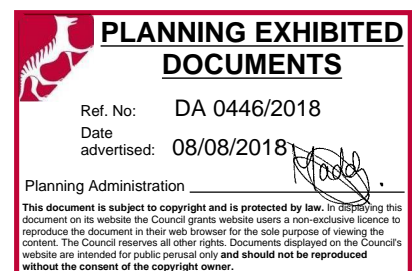 PLANNING EXHIBITED
DOCUMENTS
Ref. No: DA 0446/2018
Date
advertised: 08/08/2018
Planning Administration
This document is subject to copyright and is protected by law. In displaying this
document on its website the Council grants website users a non-exclusive licence to
reproduce the document in their web browser for the sole purpose of viewing the
content. The Council reserves all other rights. Documents displayed on the Council's
website are intended for public perusal only and should not be reproduced
without the consent of the copyright owner.